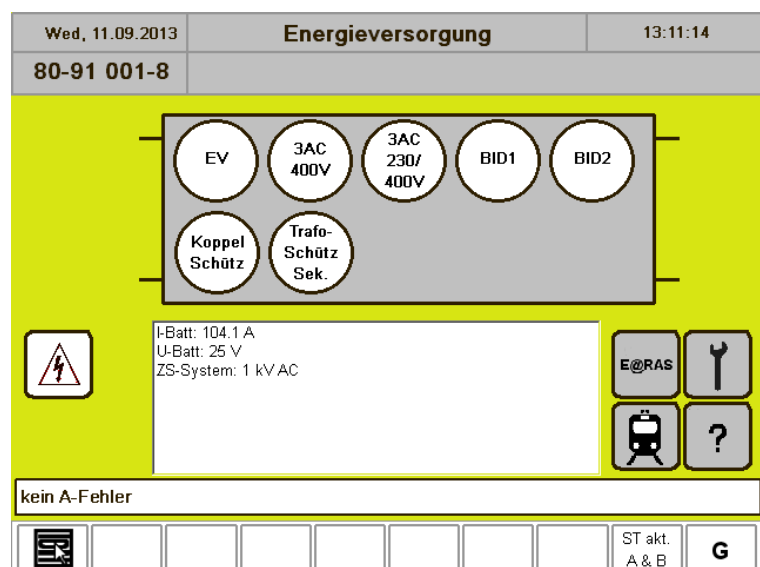 Wed, 11.09.2013
Energieversorgung
13:11:14
80-91 001-8
EV
3AC
400V
3AC
230/
400V
BID1
BID2
Koppel
Schütz
Trafo-
Schütz
Sek.
I-Batt: 104.1 A
U-Batt: 25 V
ZS-System: 1 kV AC
E@RAS
?
kein A-Fehler
ST akt.
A & B
G